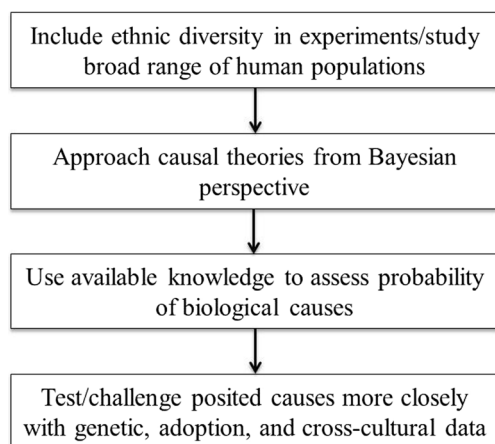 Include ethnic diversity in experiments/study
broad range of human populations
Approach causal theories from Bayesian
perspective
Use available knowledge to assess probability
of biological causes
Test/challenge posited causes more closely
with genetic, adoption, and cross-cultural data